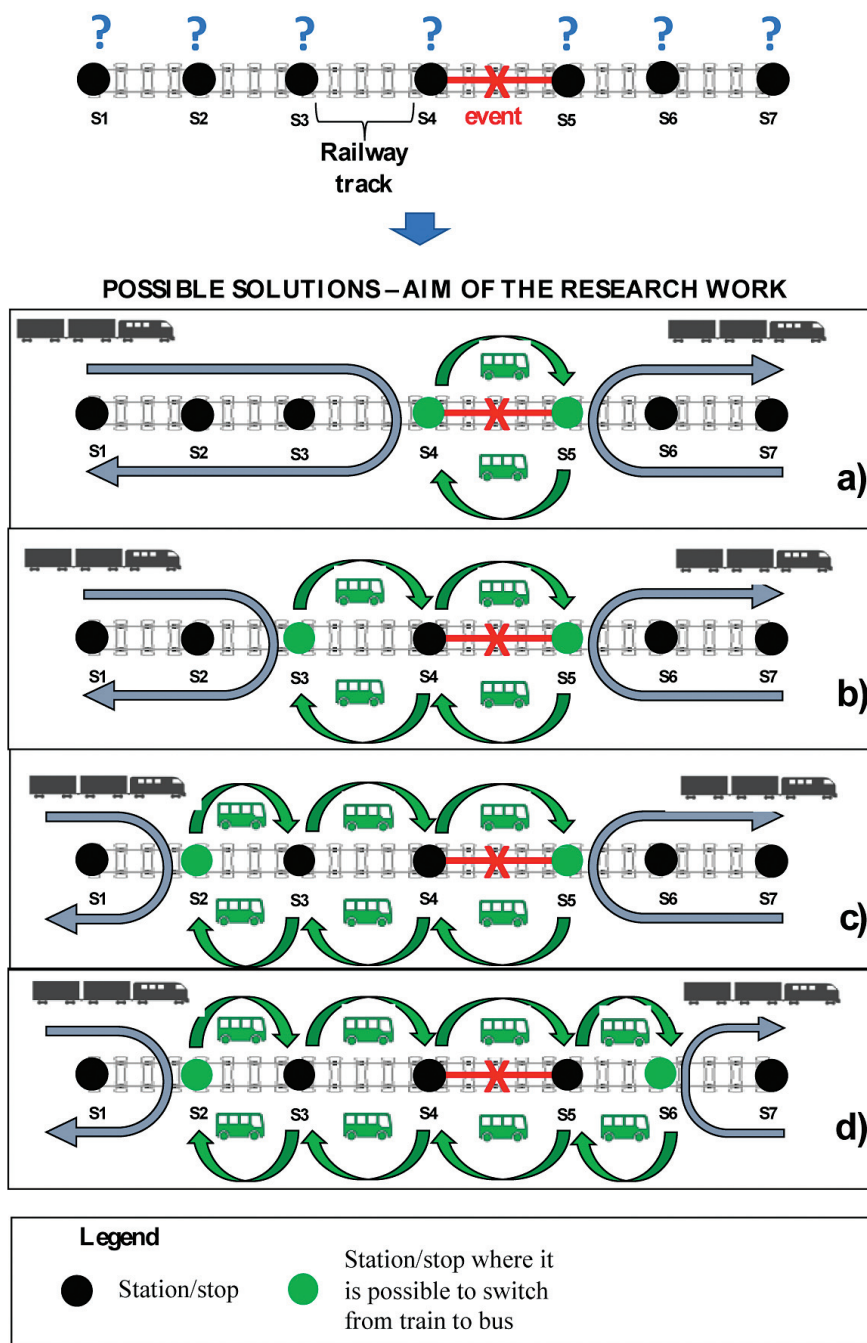 ? ? ? ? ? ? ?
S1 S2 S3 S4 event S5 S6 S7
Railway
track
POSSIBLE SOLUTIONS – AIM OF THE RESEARCH WORK
S1 S2 S3 S4 S5 S6 S7
a)
S1 S2 S3 S4 S5 S6 S7
b)
S1 S2 S3 S4 S5 S6 S7
c)
S1 S2 S3 S4 S5 S6 S7
d)
Legend
Station/stop
Station/stop where it
is possible to switch
from train to bus